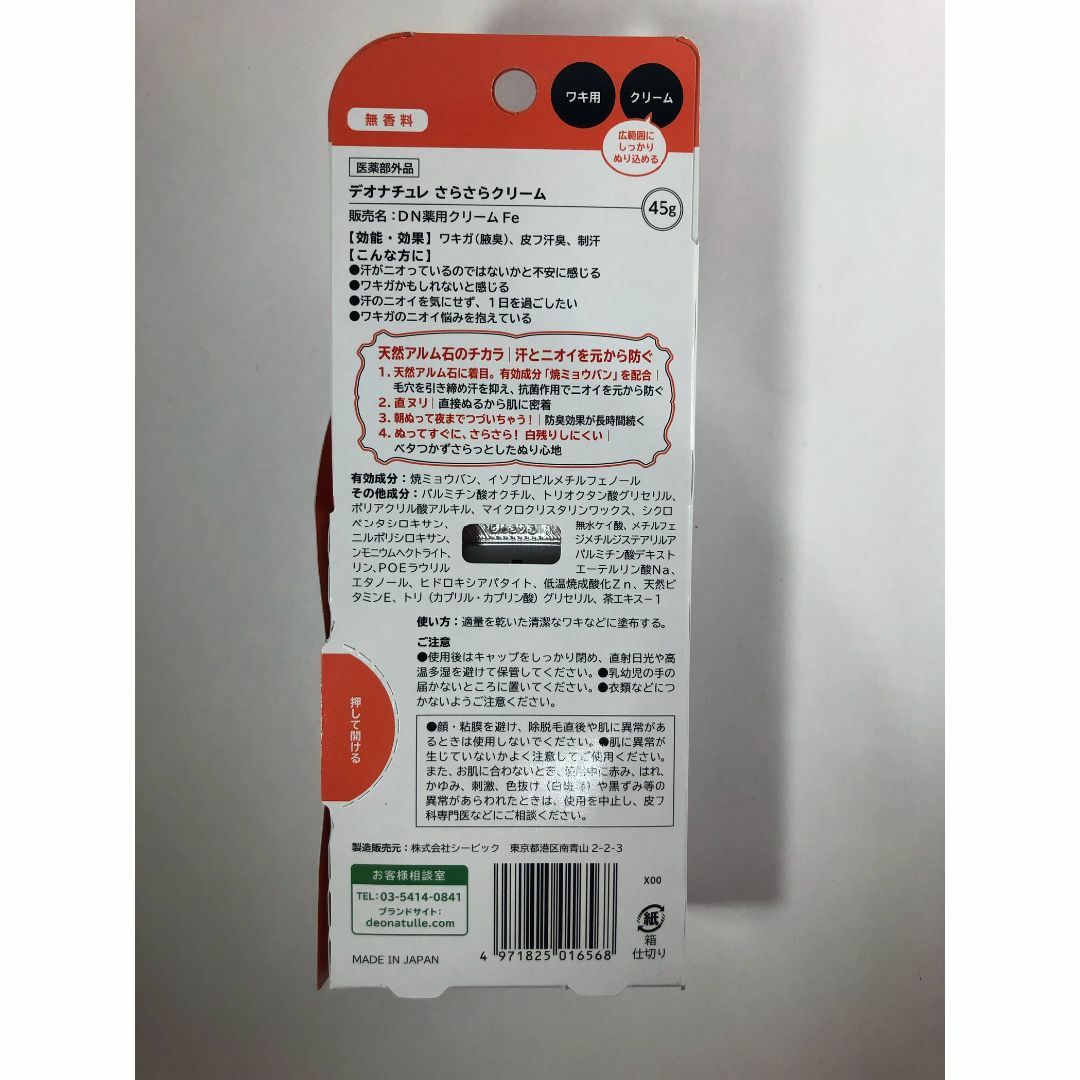 無香料
ワキ用
クリーム
広範囲に
しっかり
ぬり込める
医薬部外品
デオナチュレ さらさらクリーム
45g
販売名：DN薬用クリームFe
【効能・効果】ワキガ（腋臭）、皮フ汗臭、制汗
【こんな方に】
●汗がニオっているのではないかと不安に感じる
●ワキガかもしれないと感じる
●汗のニオイを気にせず、1日を過ごしたい
●ワキガのニオイ悩みを抱えている
天然アルム石のチカラ｜汗とニオイを元から防ぐ
1. 天然アルム石に着目。有効成分「焼ミョウバン」を配合｜
毛穴を引き締め汗を抑え、抗菌作用でニオイを元から防ぐ
2. 直ヌリ｜直接ぬるから肌に密着
3. 朝ぬって夜までつづいちゃう！｜防臭効果が長時間続く
4. ぬってすぐに、さらさら！白残りしにくい｜
ベタつかずさらっとしたぬり心地
有効成分：焼ミョウバン、イソプロピルメチルフェノール
その他成分：パルミチン酸オクチル、トリオクタン酸グリセリル、
ポリアクリル酸アルキル、マイクロクリスタリンワックス、シクロ
ペンタシロキサン、 無水ケイ酸、メチルフェ
ニルポリシロキサン、 ジメチルジステアリルア
ンモニウムヘクトライト、 パルミチン酸デキスト
リン、POEラウリル エーテルリン酸Na、
エタノール、ヒドロキシアパタイト、低温焼成酸化Zn、天然ビ
タミンE、トリ（カプリル・カプリン酸）グリセリル、茶エキス－1
使い方：適量を乾いた清潔なワキなどに塗布する。
ご注意
●使用後はキャップをしっかり閉め、直射日光や高
温多湿を避けて保管してください。●乳幼児の手の
届かないところに置いてください。●衣類などにつ
かないようご注意ください。
押して開ける
●顔・粘膜を避け、除脱毛直後や肌に異常があ
るときは使用しないでください。●肌に異常が
生じていないかよく注意してご使用ください。
また、お肌に合わないとき、使用中に赤み、はれ、
かゆみ、刺激、色抜け（白斑等）や黒ずみ等の
異常があらわれたときは、使用を中止し、皮フ
科専門医などにご相談ください。
製造販売元：株式会社シービック 東京都港区南青山 2-2-3
お客様相談室
TEL：03-5414-0841
ブランドサイト：
deonatulle.com
MADE IN JAPAN
4 971825 016568
X00
紙
箱
仕切り